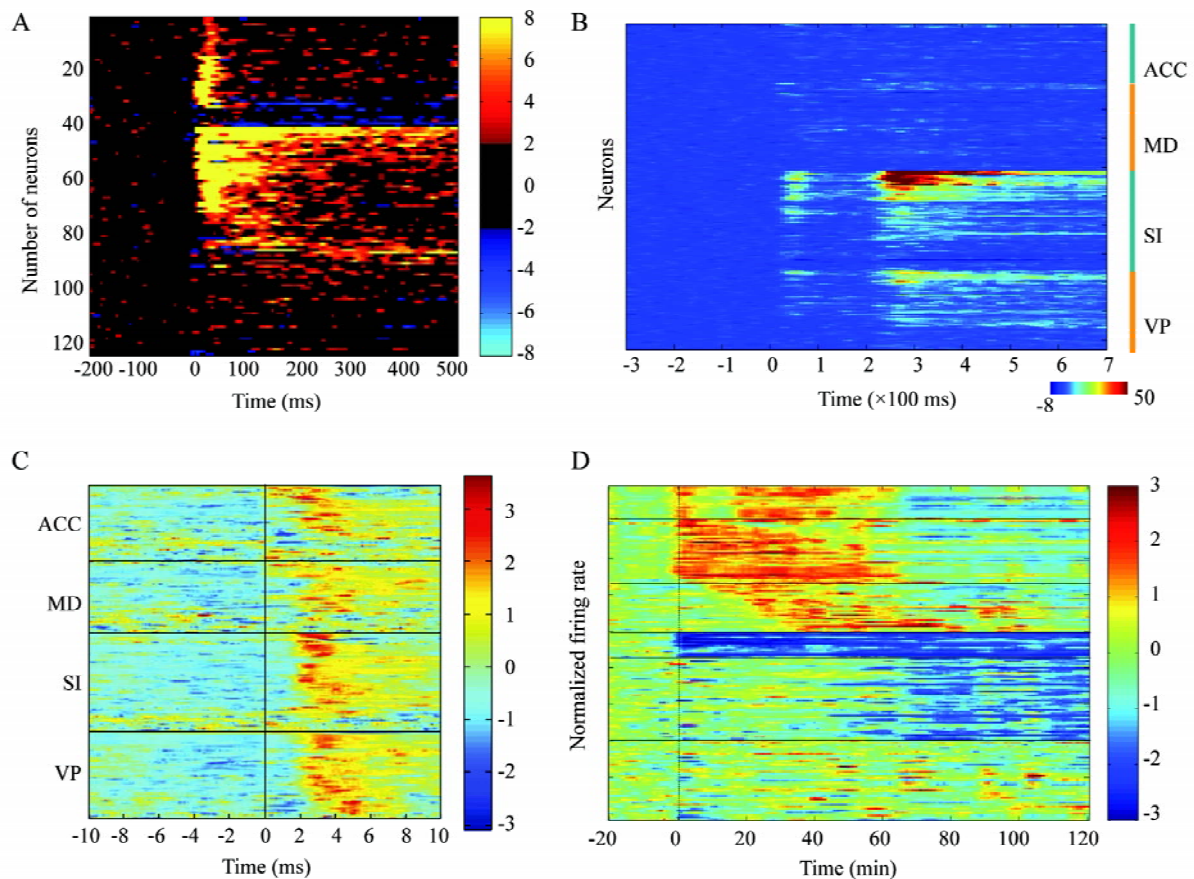 A
20
40
60
80
100
120
Number of neurons
-200 -100 0 100 200 300 400 500
Time (ms)
8
6
4
2
0
-2
-4
-6
-8
B
Neurons
ACC
MD
SI
VP
-3 -2 -1 0 1 2 3 4 5 6 7
Time (×100 ms)
-8
50
C
ACC
MD
SI
VP
-10 -8 -6 -4 -2 0 2 4 6 8 10
Time (ms)
3
2
1
0
-1
-2
-3
D
Normalized firing rate
-20 0 20 40 60 80 100 120
Time (min)
3
2
1
0
-1
-2
-3